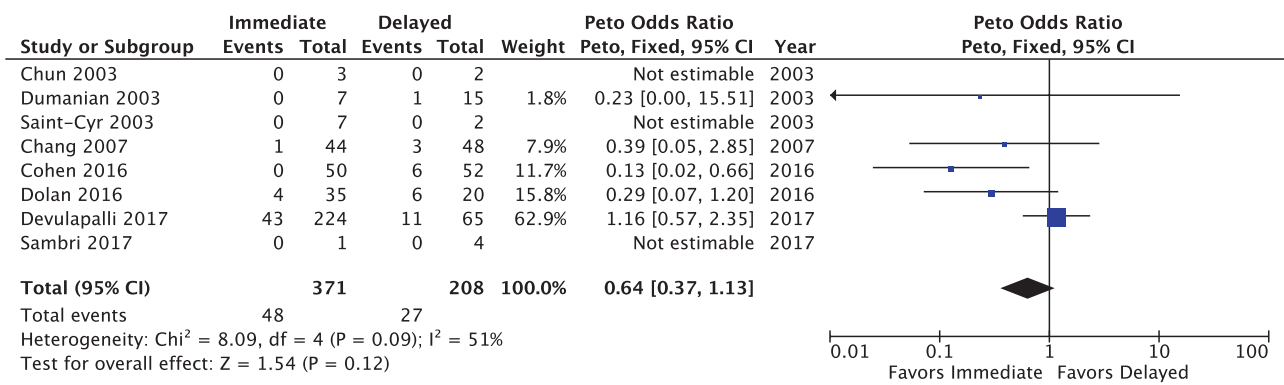 Immediate Delayed Peto Odds Ratio Peto Odds Ratio
Study or Subgroup Events Total Events Total Weight Peto, Fixed, 95% CI Year Peto, Fixed, 95% CI
Chun 2003 0 3 0 2 Not estimable 2003
Dumanian 2003 0 7 1 15 1.8% 0.23 [0.00, 15.51] 2003
Saint-Cyr 2003 0 7 0 2 Not estimable 2003
Chang 2007 1 44 3 48 7.9% 0.39 [0.05, 2.85] 2007
Cohen 2016 0 50 6 52 11.7% 0.13 [0.02, 0.66] 2016
Dolan 2016 4 35 6 20 15.8% 0.29 [0.07, 1.20] 2016
Devulapalli 2017 43 224 11 65 62.9% 1.16 [0.57, 2.35] 2017
Sambri 2017 0 1 0 4 Not estimable 2017
Total (95% CI) 371 208 100.0% 0.64 [0.37, 1.13]
Total events 48 27
Heterogeneity: Chi² = 8.09, df = 4 (P = 0.09); I² = 51%
Test for overall effect: Z = 1.54 (P = 0.12)
0.01 0.1 1 10 100
Favors Immediate Favors Delayed